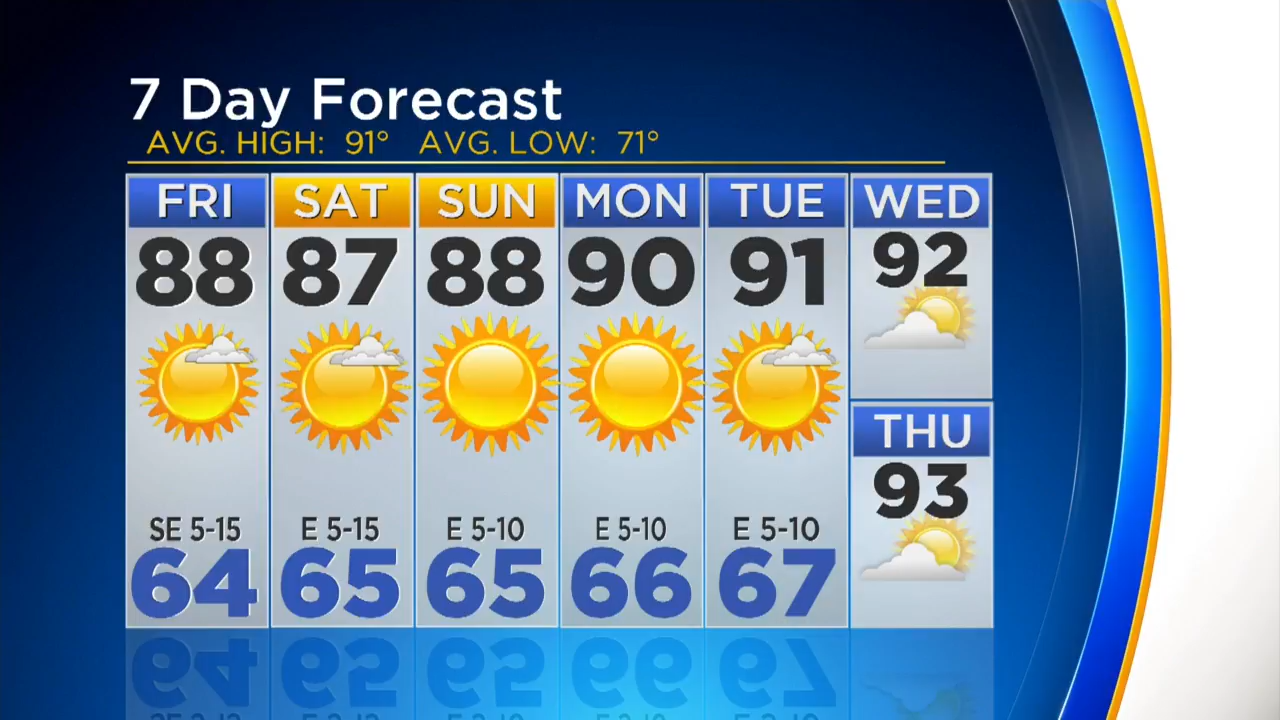 7 Day Forecast
AVG. HIGH: 91° AVG. LOW: 71°
FRI SAT SUN MON TUE WED
88 87 88 90 91 92
THU
93
SE 5-15 E 5-15 E 5-10 E 5-10 E 5-10
64 65 65 66 67